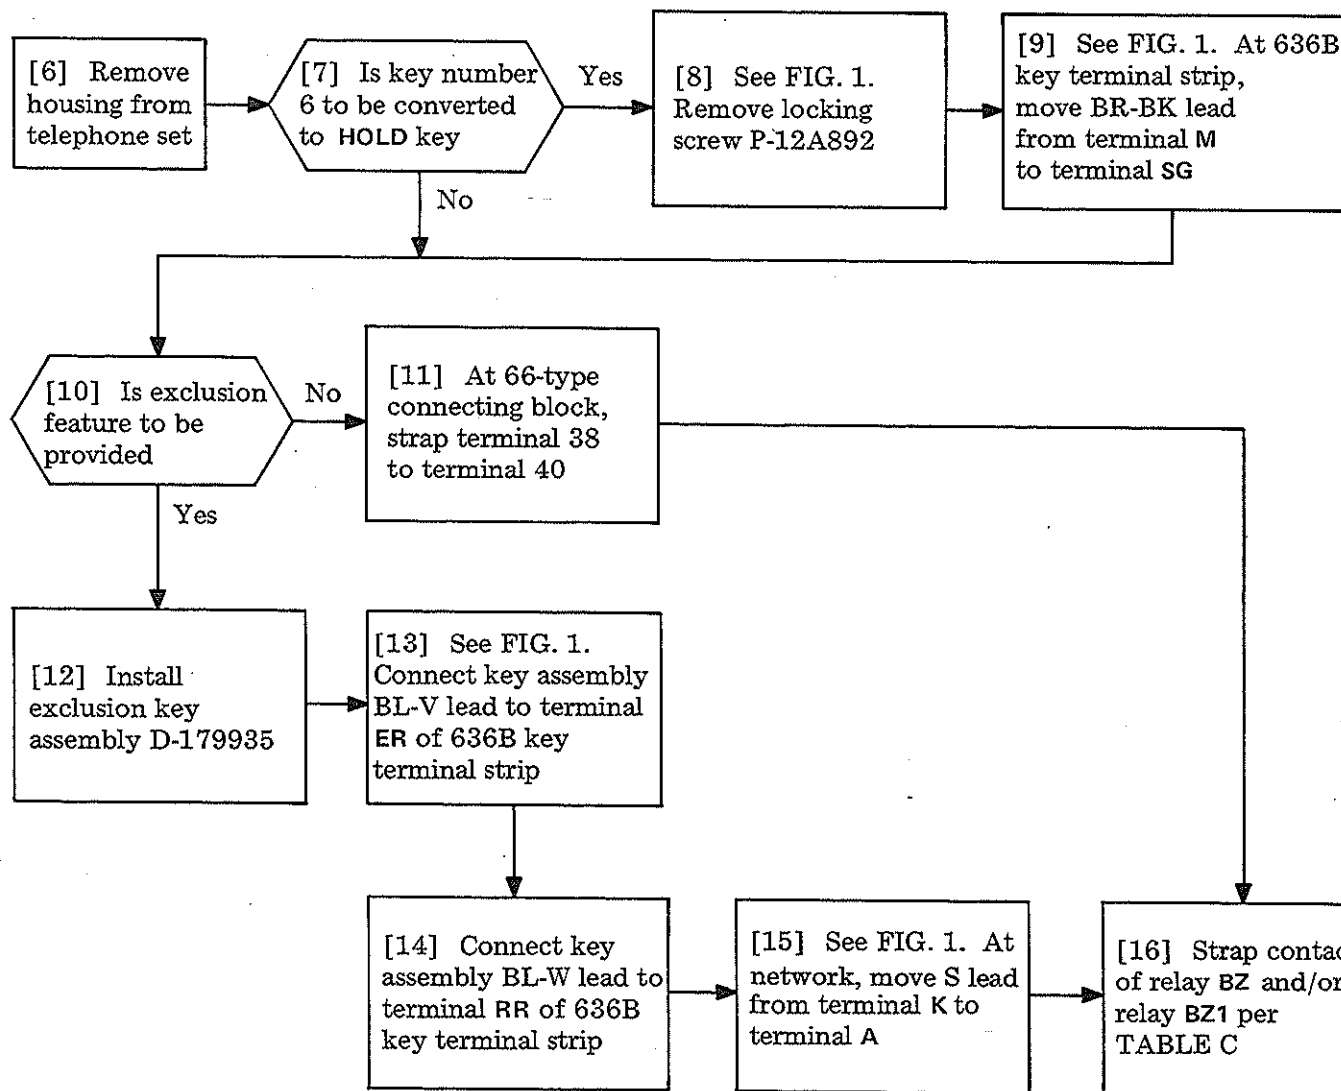 [6] Remove
housing from
telephone set
[7] Is key number
6 to be converted
to HOLD key
Yes
[8] See FIG. 1.
Remove locking
screw P-12A892
[9] See FIG. 1. At 636B
key terminal strip,
move BR-BK lead
from terminal M
to terminal SG
No
[10] Is exclusion
feature to be
provided
No
[11] At 66-type
connecting block,
strap terminal 38
to terminal 40
Yes
[12] Install
exclusion key
assembly D-179935
[13] See FIG. 1.
Connect key assembly
BL-V lead to terminal
ER of 636B key
terminal strip
[14] Connect key
assembly BL-W lead to
terminal RR of 636B
key terminal strip
[15] See FIG. 1. At
network, move S lead
from terminal K to
terminal A
[16] Strap contac
of relay BZ and/or
relay BZ1 per
TABLE C